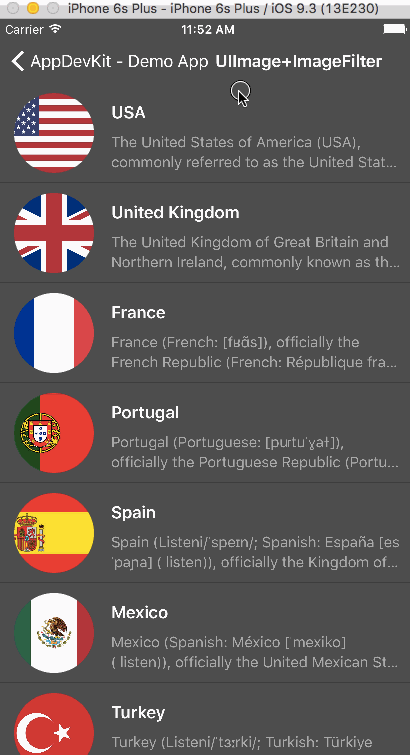 iPhone 6s Plus - iPhone 6s Plus / iOS 9.3 (13E230)
Carrier 11:52 AM
AppDevKit - Demo App UIImage+ImageFilter
USA
The United States of America (USA),
commonly referred to as the United Stat...
United Kingdom
The United Kingdom of Great Britain and
Northern Ireland, commonly known as th...
France
France (French: [fʁɑ̃s]), officially the
French Republic (French: République fra...
Portugal
Portugal (Portuguese: [puɾtuˈɣaɫ]),
officially the Portuguese Republic (Portu...
Spain
Spain (Listeni/ˈspeɪn/; Spanish: España [es
ˈpaɲa] ( listen)), officially the Kingdom of...
Mexico
Mexico (Spanish: México [ˈmexiko]
( listen)), officially the United Mexican St...
Turkey
Turkey (Listeni/ˈtɜːrki/; Turkish: Türkiye